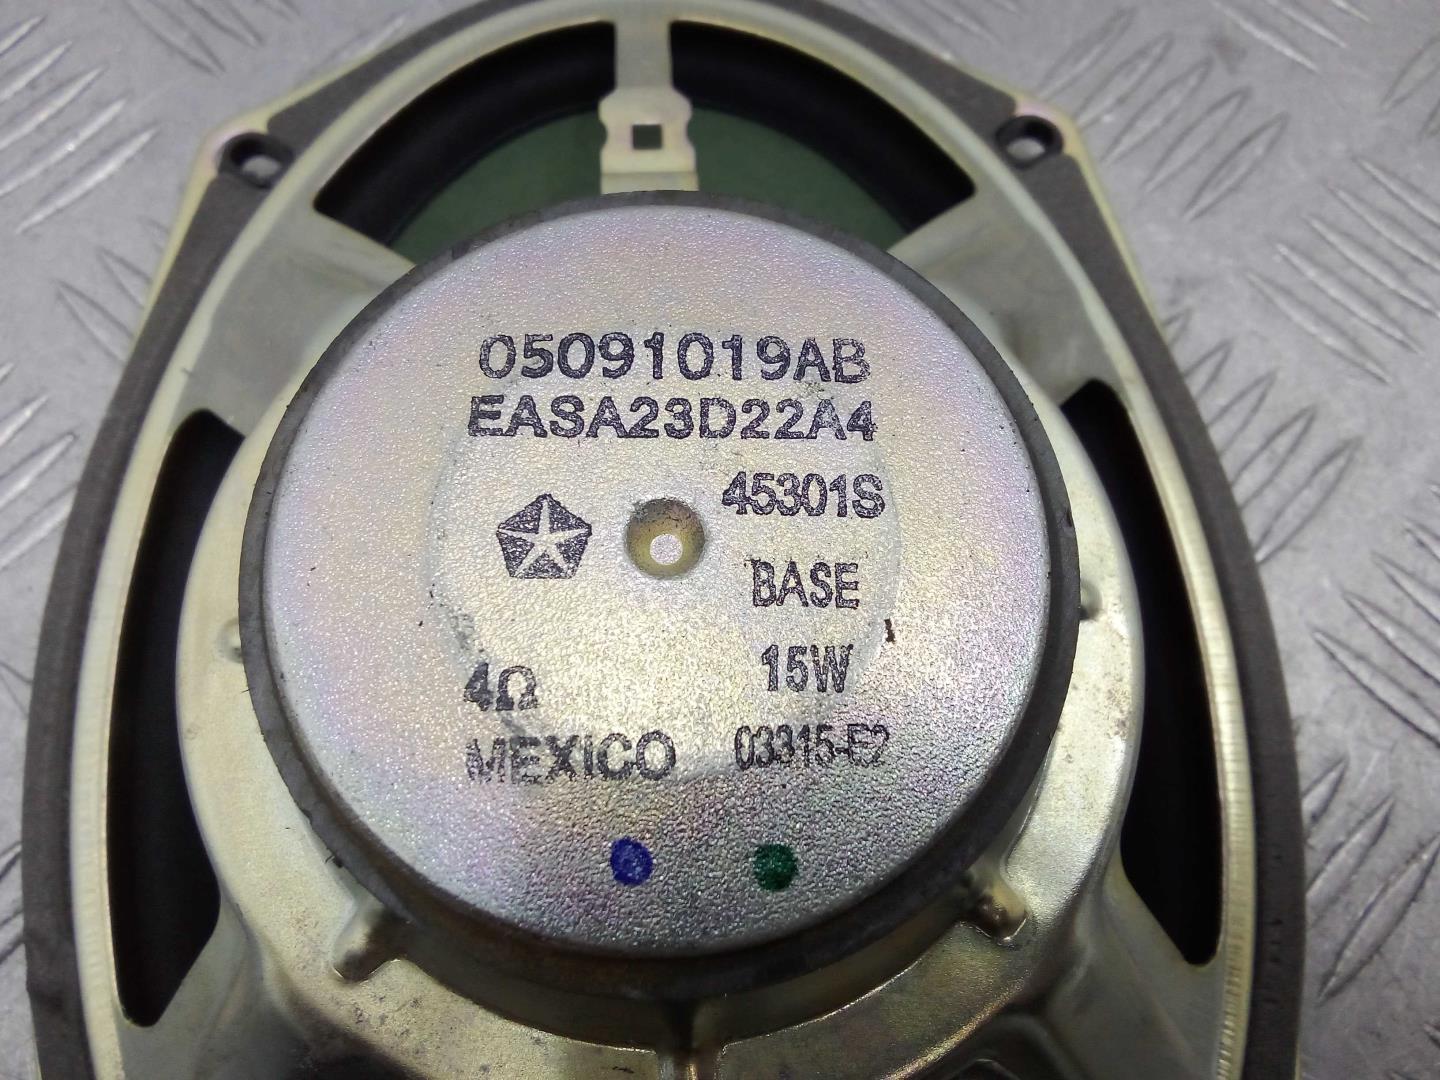 05091019AB
EASA23D22A4
45301S
BASE
4Ω 15W
MEXICO 03315-E2